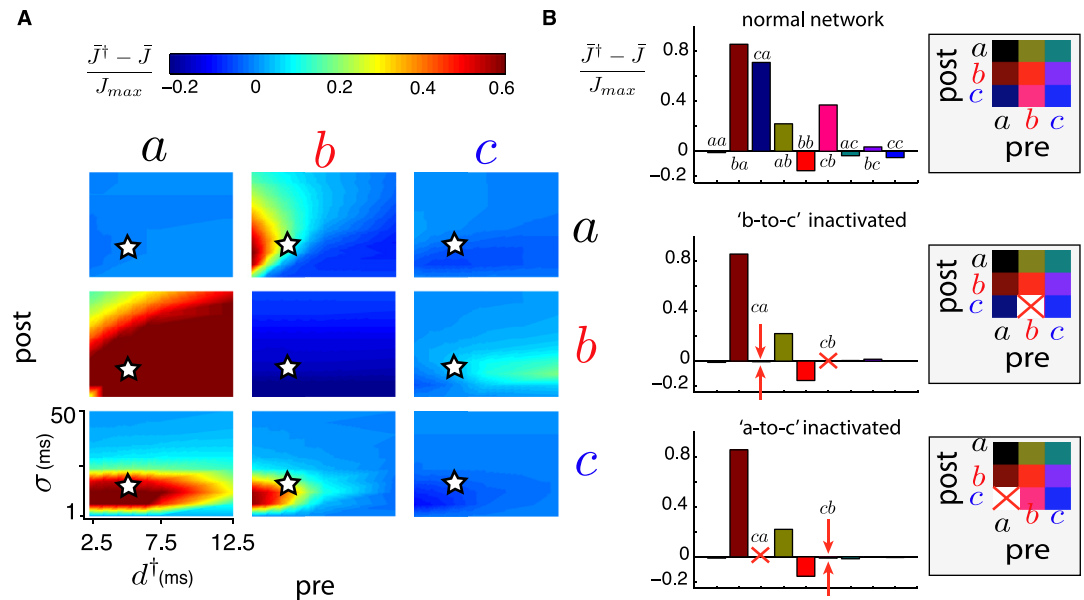 A
J̄† − J̄
J_max
−0.2 0 0.2 0.4 0.6
a b c
a
post
b
c
50
σ (ms)
1
2.5 7.5 12.5
d† (ms)
pre
B
normal network
J̄† − J̄
J_max
0.8
0.4
0
−0.2
aa ba ca ab bb cb ac bc cc
post
a
b
c
a b c
pre
'b-to-c' inactivated
0.8
0.4
0
−0.2
ca cb
post
a
b
c
a b c
pre
'a-to-c' inactivated
0.8
0.4
0
−0.2
ca cb
post
a
b
c
a b c
pre